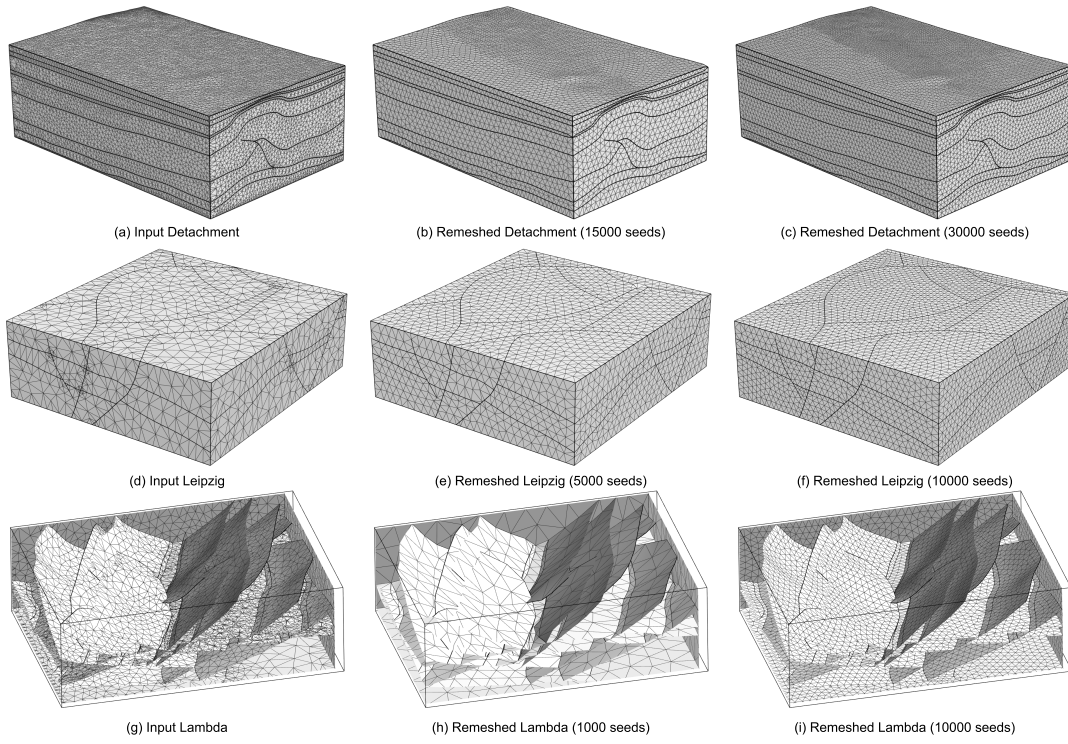 (a) Input Detachment
(b) Remeshed Detachment (15000 seeds)
(c) Remeshed Detachment (30000 seeds)
(d) Input Leipzig
(e) Remeshed Leipzig (5000 seeds)
(f) Remeshed Leipzig (10000 seeds)
(g) Input Lambda
(h) Remeshed Lambda (1000 seeds)
(i) Remeshed Lambda (10000 seeds)